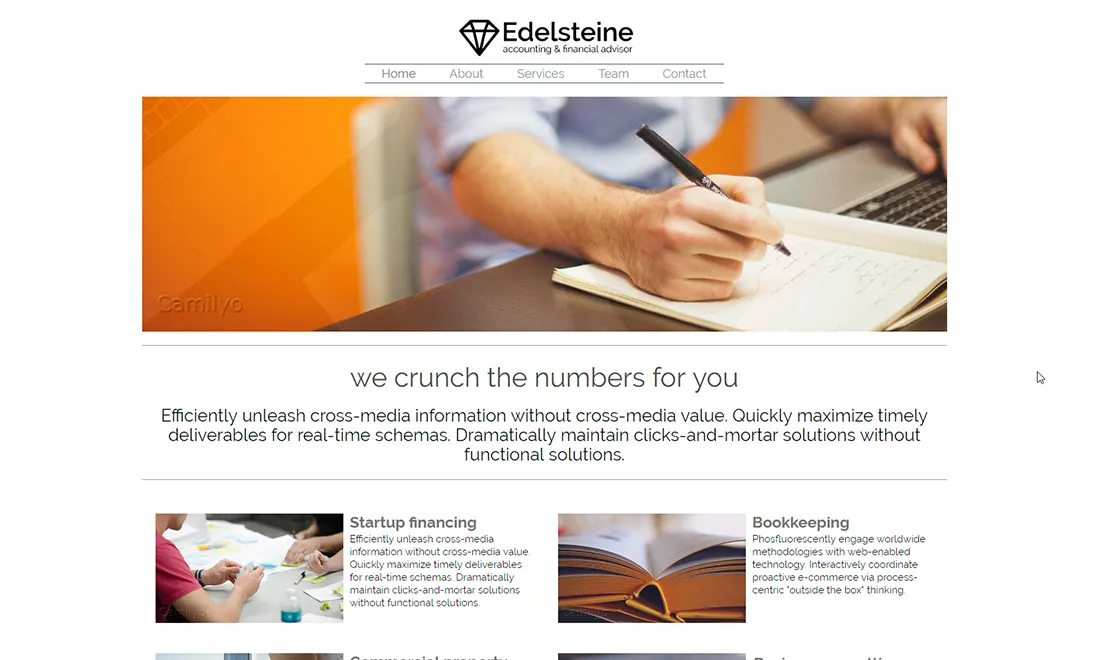 Edelsteine
accounting & financial advisor
Home About Services Team Contact
Camilyo
we crunch the numbers for you
Efficiently unleash cross-media information without cross-media value. Quickly maximize timely
deliverables for real-time schemas. Dramatically maintain clicks-and-mortar solutions without
functional solutions.
Startup financing
Efficiently unleash cross-media
information without cross-media value.
Quickly maximize timely deliverables
for real-time schemas. Dramatically
maintain clicks-and-mortar solutions
without functional solutions.
Bookkeeping
Phosfluorescently engage worldwide
methodologies with web-enabled
technology. Interactively coordinate
proactive e-commerce via process-
centric "outside the box" thinking.
Commercial property